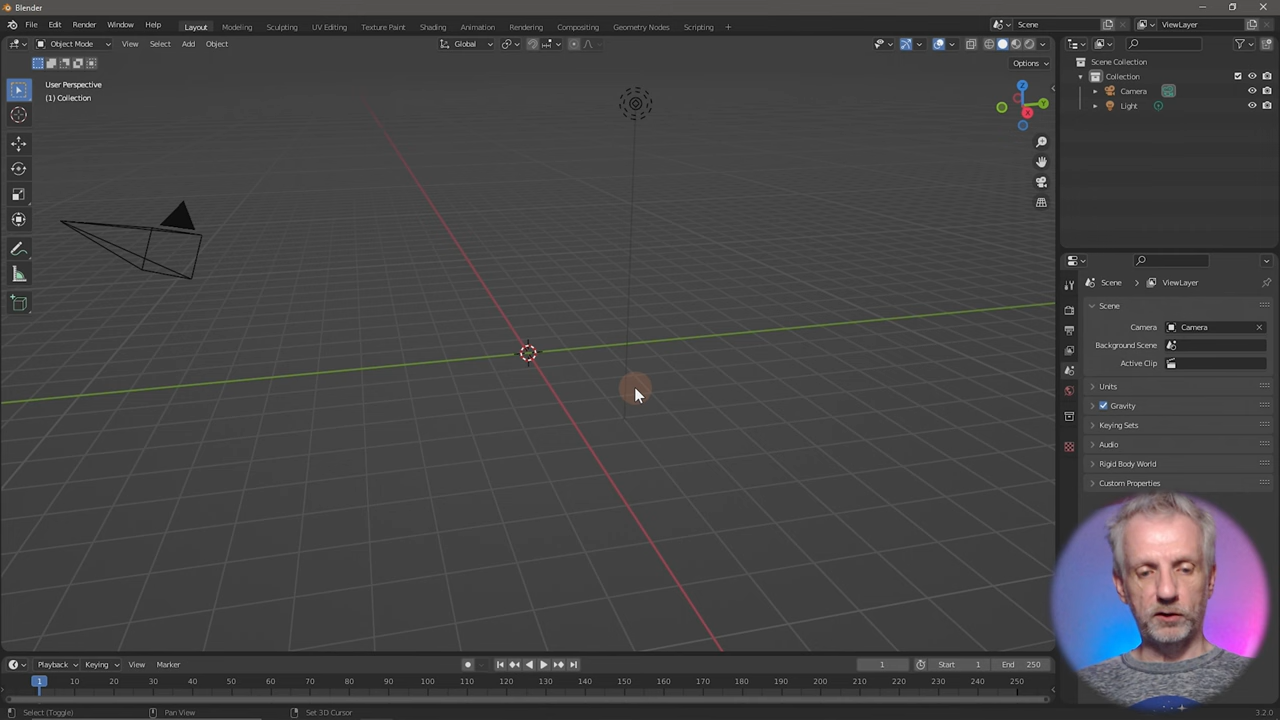 Blender
File Edit Render Window Help
Layout Modeling Sculpting UV Editing Texture Paint Shading Animation Rendering Compositing Geometry Nodes Scripting +
Scene
ViewLayer
Object Mode View Select Add Object
Global
Options
User Perspective
(1) Collection
Z
Y
X
Scene Collection
Collection
Camera
Light
Scene > ViewLayer
Scene
Camera Camera
Background Scene
Active Clip
Units
Gravity
Keying Sets
Audio
Rigid Body World
Custom Properties
Playback Keying View Marker
1 Start 1 End 250
1 10 20 30 40 50 60 70 80 90 100 110 120 130 140 150 160 170 180 190 200 210 220 230 240 250
Select (Toggle) Pan View Set 3D Cursor
3.2.0